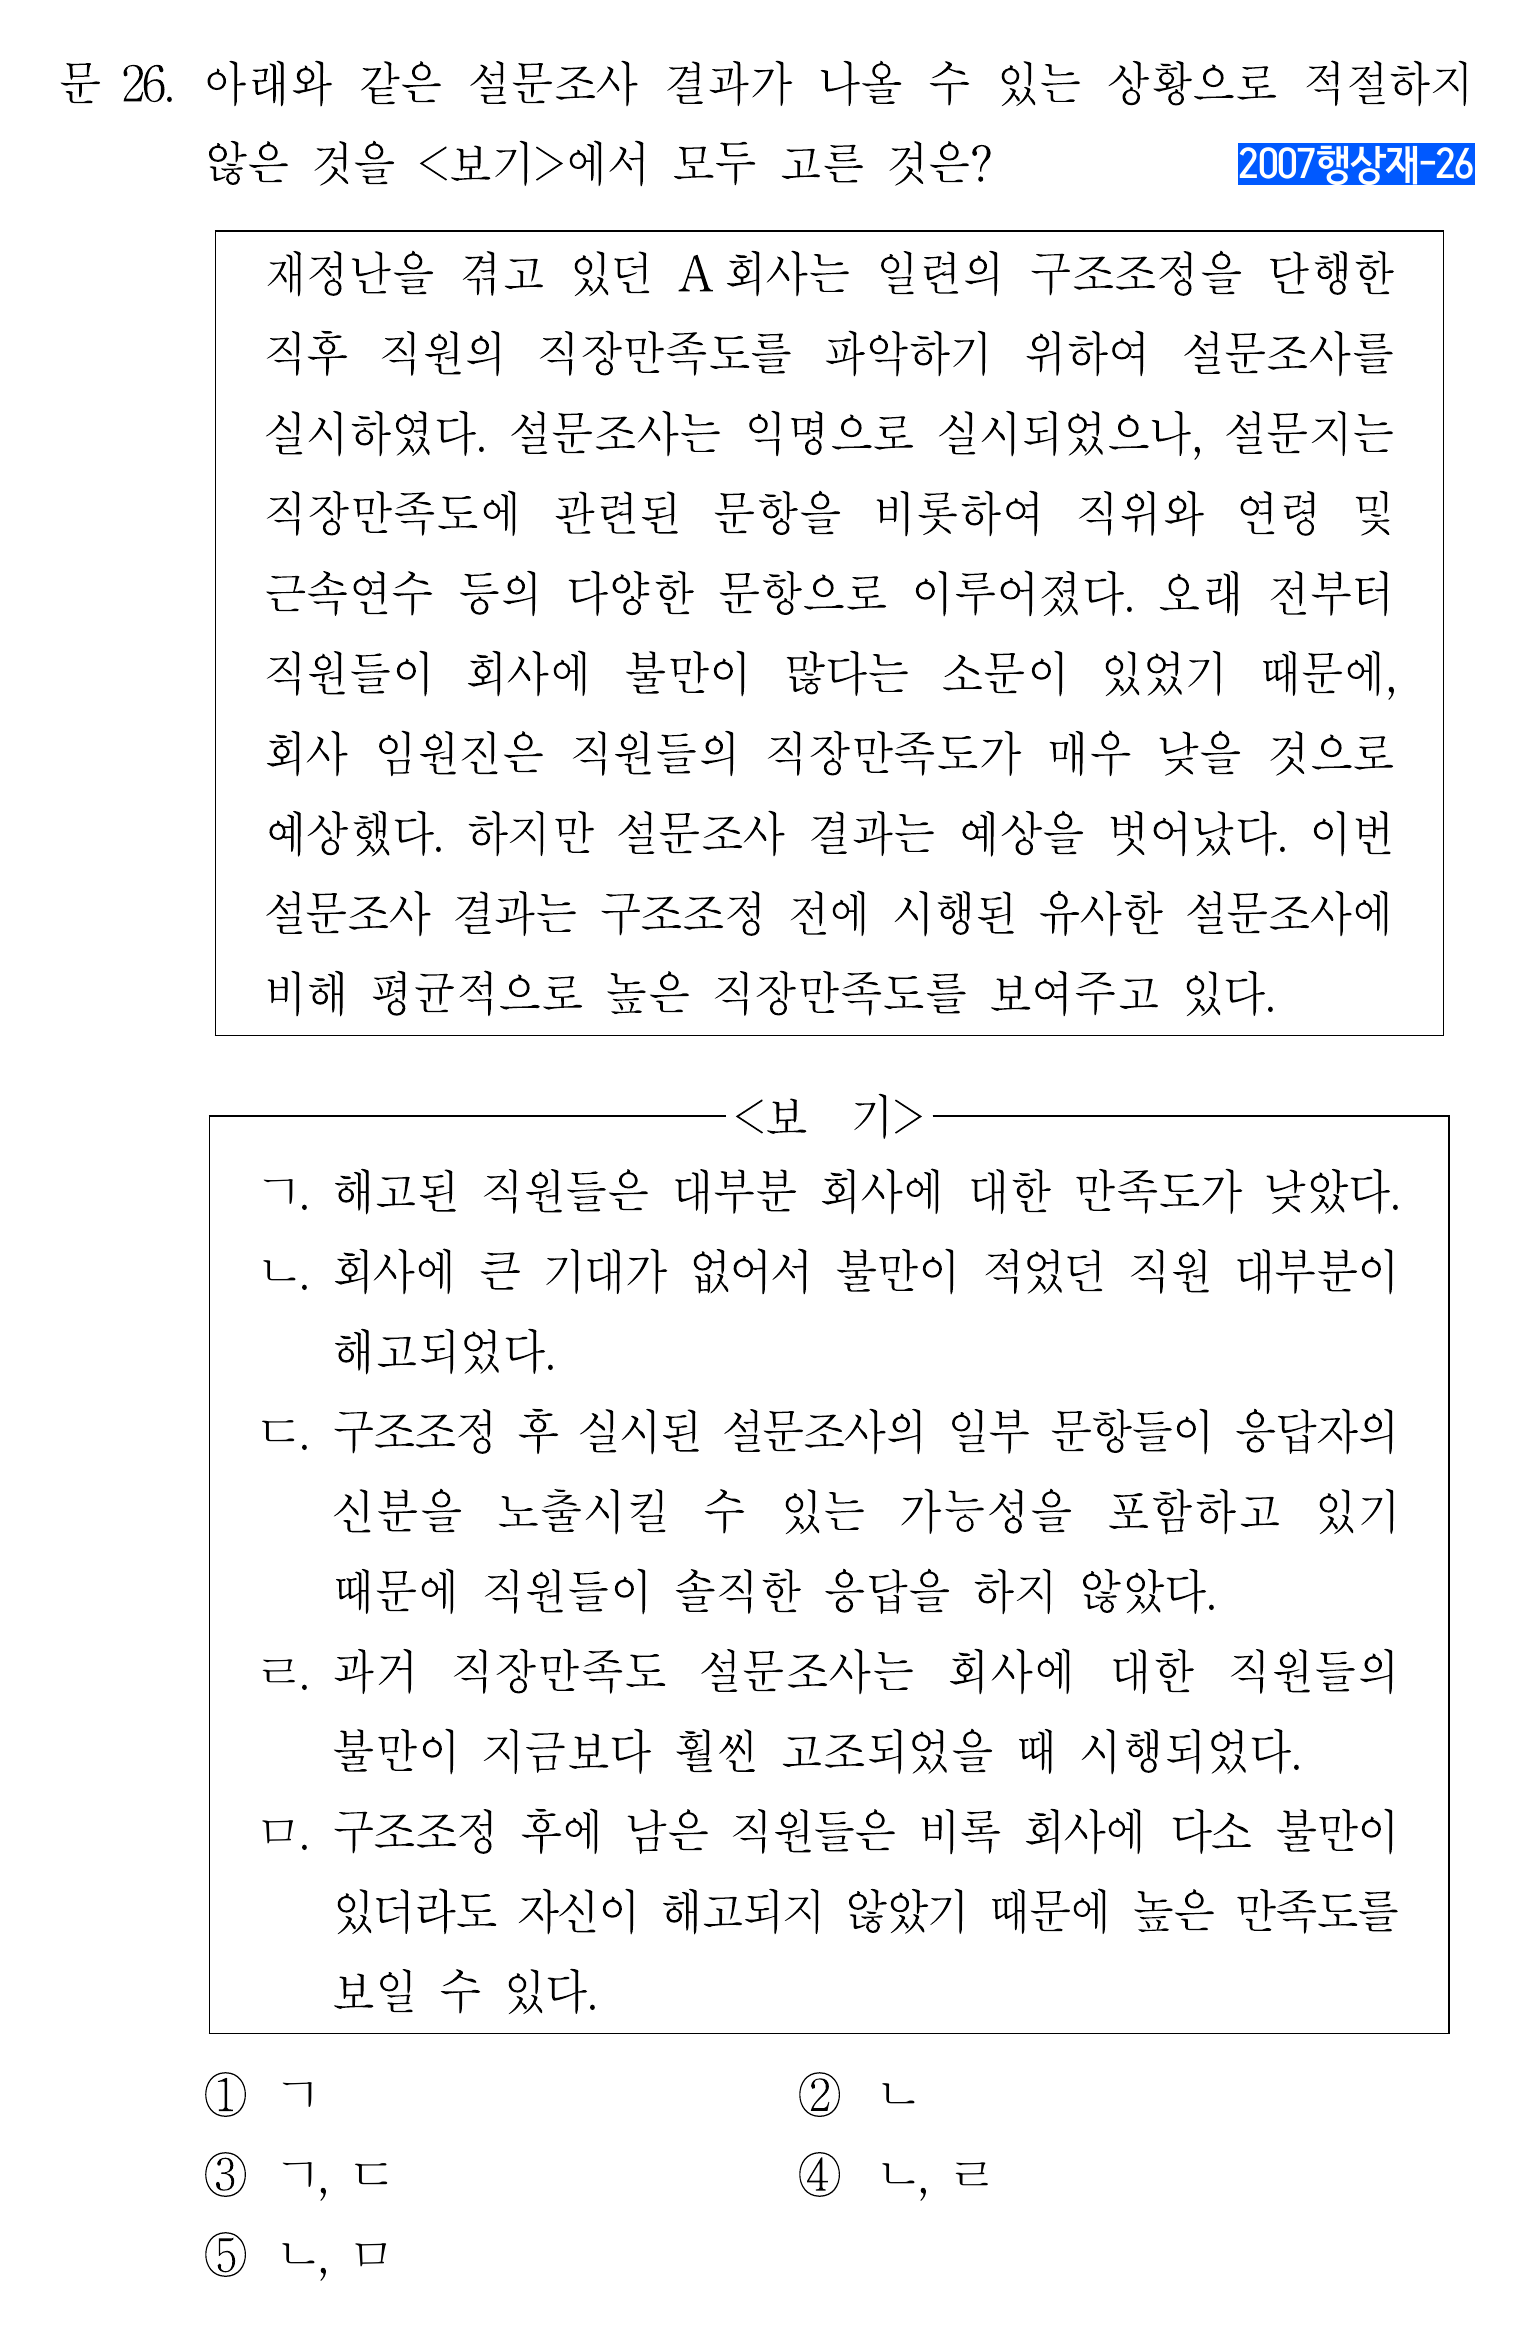 문 26. 아래와 같은 설문조사 결과가 나올 수 있는 상황으로 적절하지
않은 것을 <보기>에서 모두 고른 것은?
2007행상재-26
재정난을 겪고 있던 A회사는 일련의 구조조정을 단행한
직후 직원의 직장만족도를 파악하기 위하여 설문조사를
실시하였다. 설문조사는 익명으로 실시되었으나, 설문지는
직장만족도에 관련된 문항을 비롯하여 직위와 연령 및
근속연수 등의 다양한 문항으로 이루어졌다. 오래 전부터
직원들이 회사에 불만이 많다는 소문이 있었기 때문에,
회사 임원진은 직원들의 직장만족도가 매우 낮을 것으로
예상했다. 하지만 설문조사 결과는 예상을 벗어났다. 이번
설문조사 결과는 구조조정 전에 시행된 유사한 설문조사에
비해 평균적으로 높은 직장만족도를 보여주고 있다.
<보 기>
ㄱ. 해고된 직원들은 대부분 회사에 대한 만족도가 낮았다.
ㄴ. 회사에 큰 기대가 없어서 불만이 적었던 직원 대부분이
해고되었다.
ㄷ. 구조조정 후 실시된 설문조사의 일부 문항들이 응답자의
신분을 노출시킬 수 있는 가능성을 포함하고 있기
때문에 직원들이 솔직한 응답을 하지 않았다.
ㄹ. 과거 직장만족도 설문조사는 회사에 대한 직원들의
불만이 지금보다 훨씬 고조되었을 때 시행되었다.
ㅁ. 구조조정 후에 남은 직원들은 비록 회사에 다소 불만이
있더라도 자신이 해고되지 않았기 때문에 높은 만족도를
보일 수 있다.
① ㄱ
② ㄴ
③ ㄱ, ㄷ
④ ㄴ, ㄹ
⑤ ㄴ, ㅁ